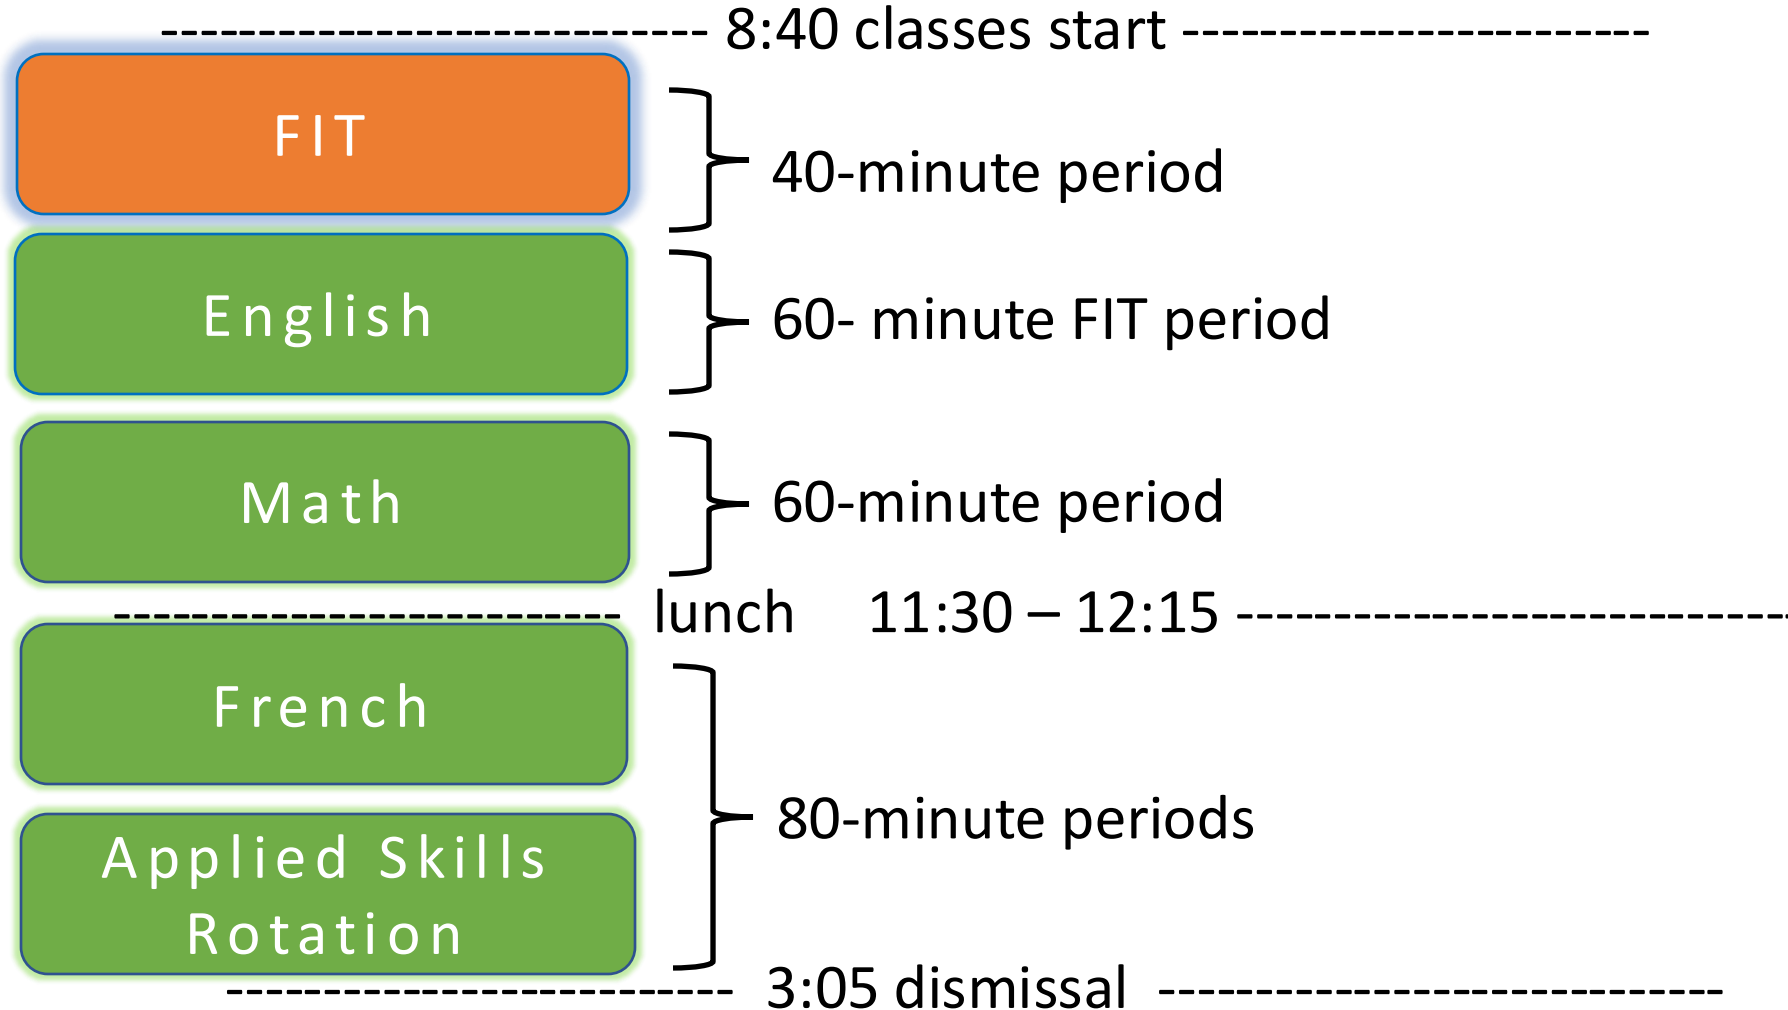 8:40 classes start
FIT
40-minute period
English
60- minute FIT period
Math
60-minute period
lunch 11:30 – 12:15
French
80-minute periods
Applied Skills
Rotation
3:05 dismissal